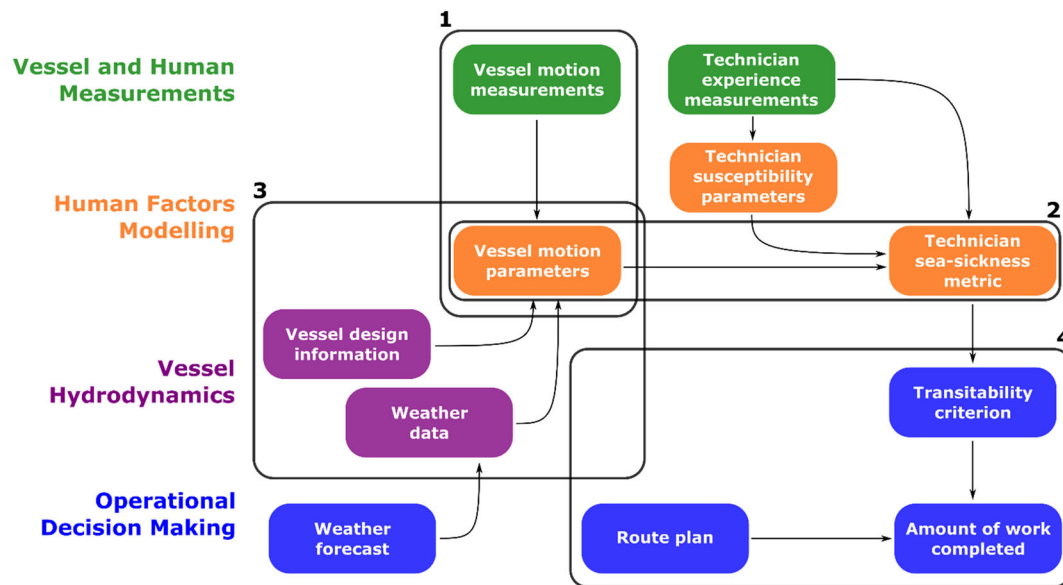 1
Vessel and Human
Measurements
Vessel motion
measurements
Technician
experience
measurements
Technician
susceptibility
parameters
3
Human Factors
Modelling
2
Vessel motion
parameters
Technician
sea-sickness
metric
Vessel design
information
4
Vessel
Hydrodynamics
Weather
data
Transitability
criterion
Operational
Decision Making
Weather
forecast
Route plan
Amount of work
completed